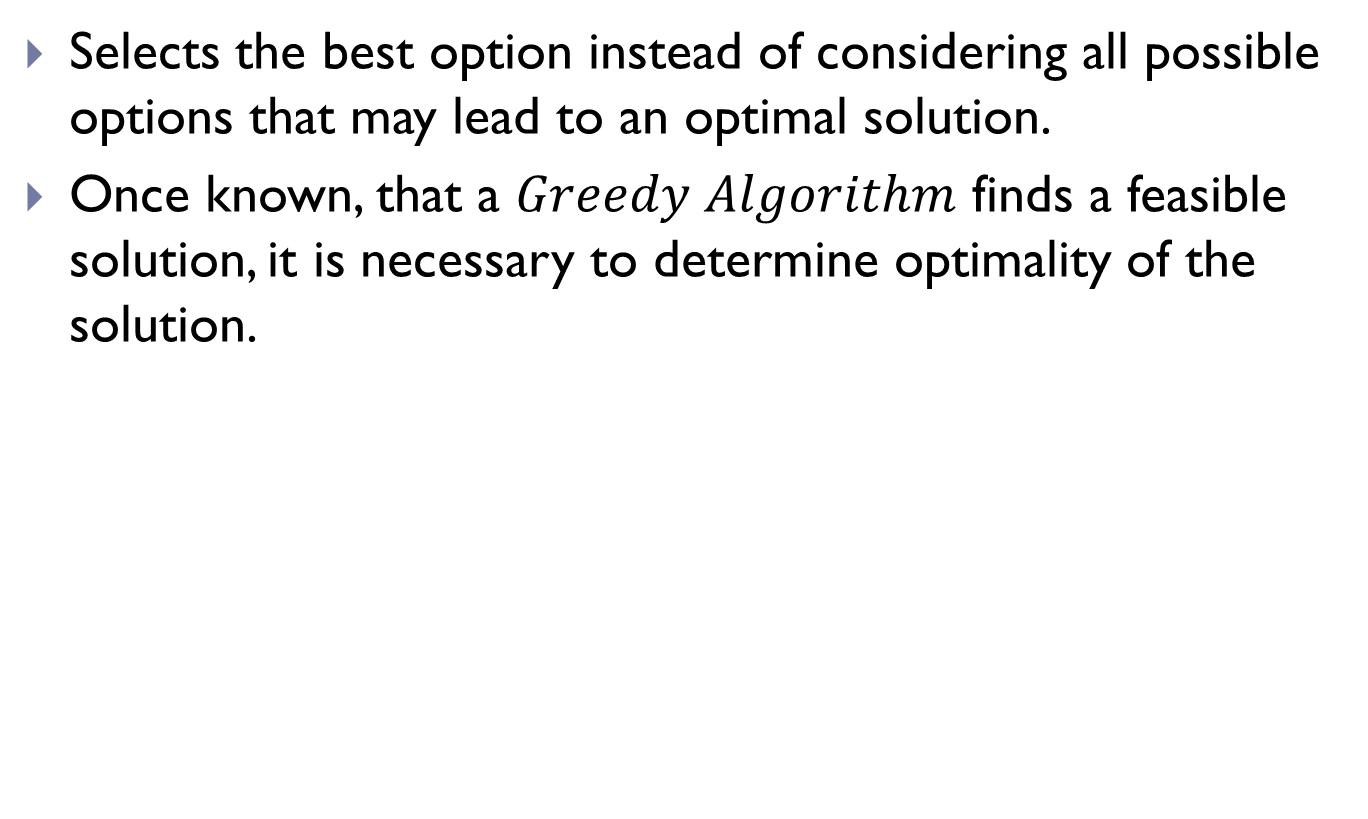 Selects the best option instead of considering all possible
options that may lead to an optimal solution.
Once known, that a Greedy Algorithm finds a feasible
solution, it is necessary to determine optimality of the
solution.